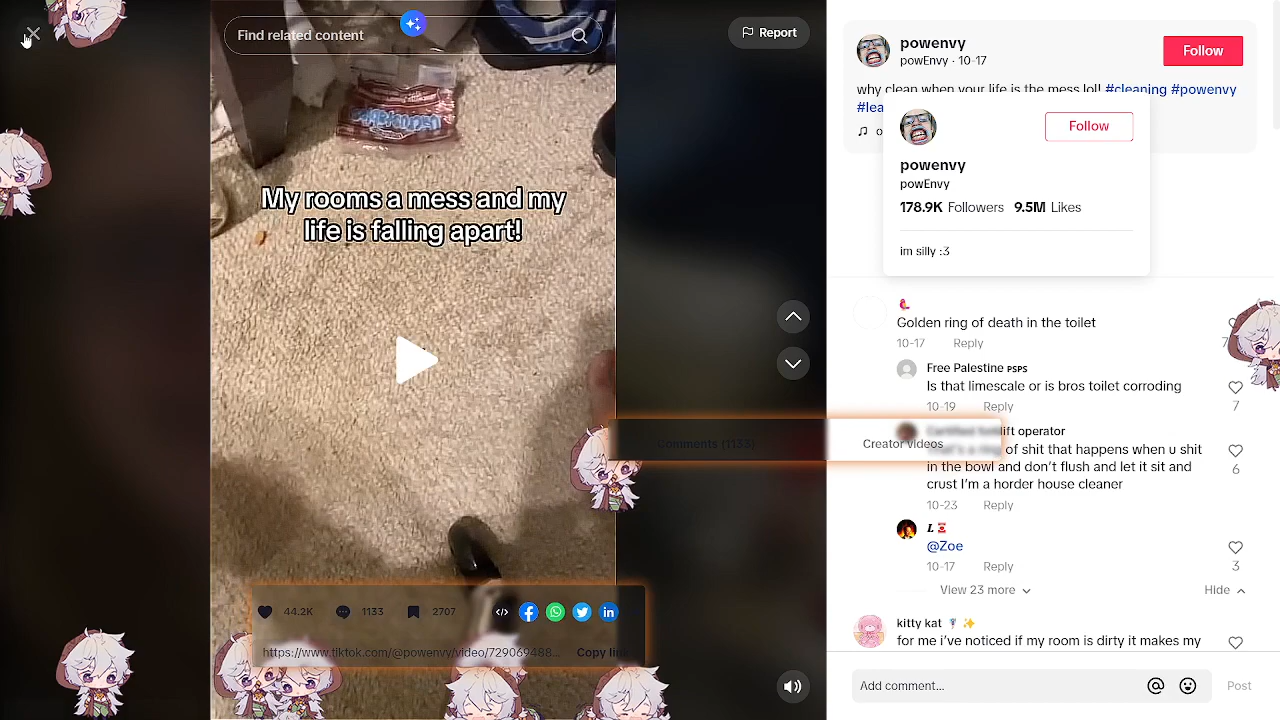 Find related content
Report
My rooms a mess and my
life is falling apart!
44.2K
1133
2707
https://www.tiktok.com/@powenvy/video/729069488...
Copy link
Comments (1133)
Creator videos
powenvy
powEnvy · 10-17
Follow
why clean when your life is the mess lol! #cleaning #powenvy
#lea
powenvy
powEnvy
Follow
178.9K Followers 9.5M Likes
im silly :3
Golden ring of death in the toilet
10-17 Reply
Free Palestine PSPS
Is that limescale or is bros toilet corroding
10-19 Reply
7
lift operator
of shit that happens when u shit
in the bowl and don't flush and let it sit and
crust I'm a horder house cleaner
10-23 Reply
6
L
@Zoe
10-17 Reply
3
View 23 more
Hide
kitty kat
for me i've noticed if my room is dirty it makes my
Add comment...
Post